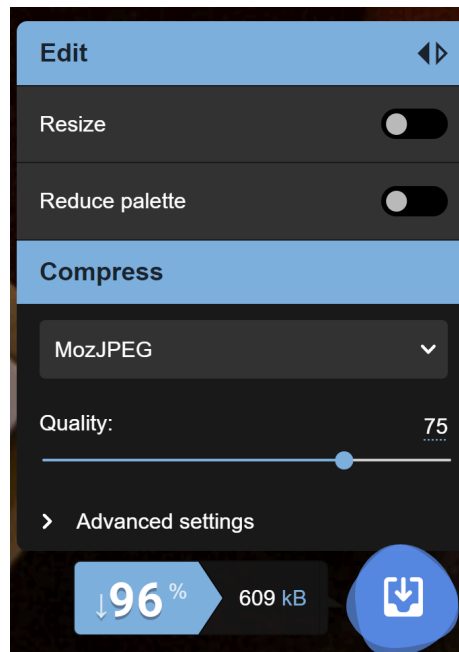 Edit
Resize
Reduce palette
Compress
MozJPEG
Quality: 75
Advanced settings
↓96 % 609 kB